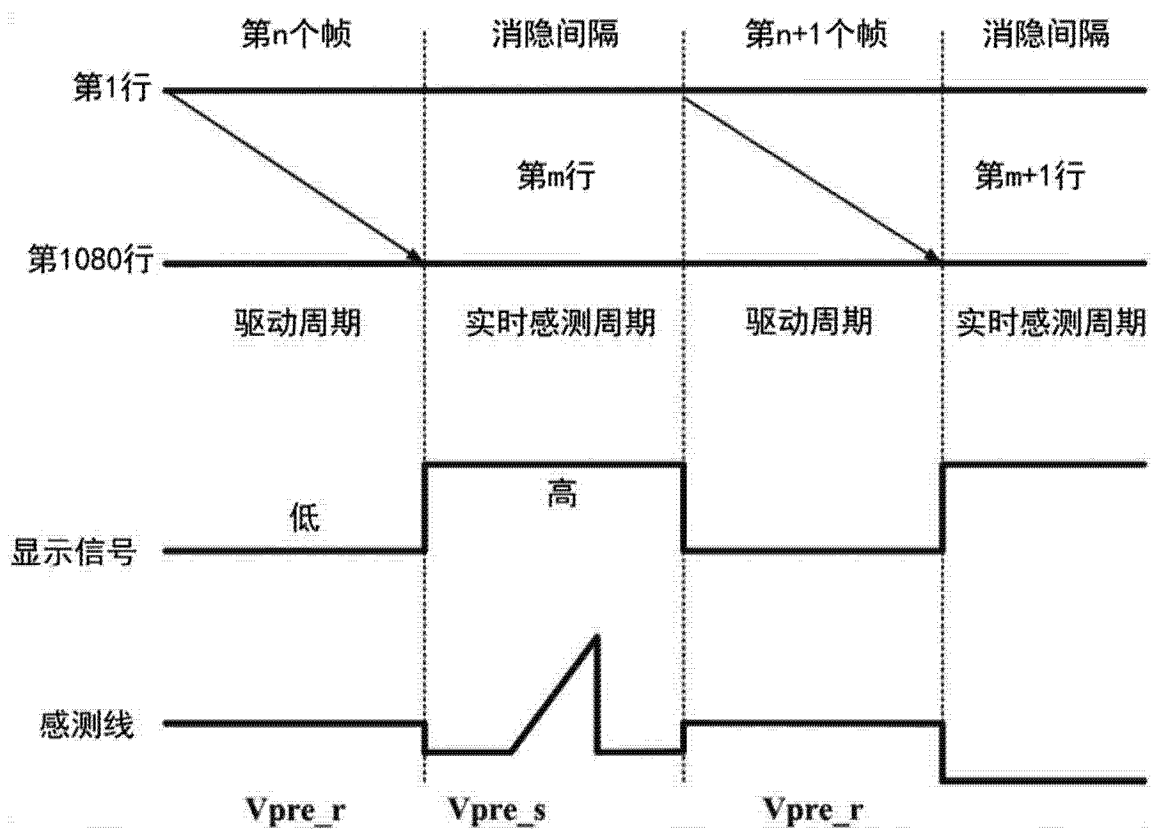 第n个帧 消隐间隔 第n+1个帧 消隐间隔
第1行
第m行 第m+1行
第1080行
驱动周期 实时感测周期 驱动周期 实时感测周期
低 高
显示信号
感测线
Vpre_r Vpre_s Vpre_r